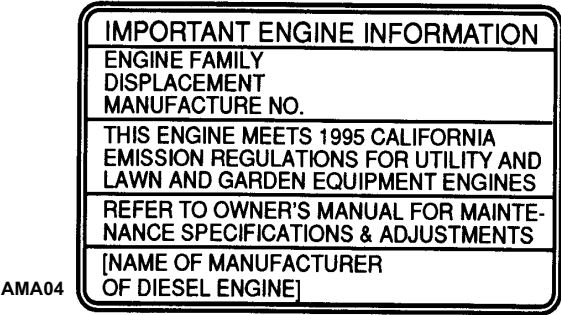 IMPORTANT ENGINE INFORMATION
ENGINE FAMILY
DISPLACEMENT
MANUFACTURE NO.
THIS ENGINE MEETS 1995 CALIFORNIA
EMISSION REGULATIONS FOR UTILITY AND
LAWN AND GARDEN EQUIPMENT ENGINES
REFER TO OWNER'S MANUAL FOR MAINTE-
NANCE SPECIFICATIONS & ADJUSTMENTS
[NAME OF MANUFACTURER
OF DIESEL ENGINE]
AMA04